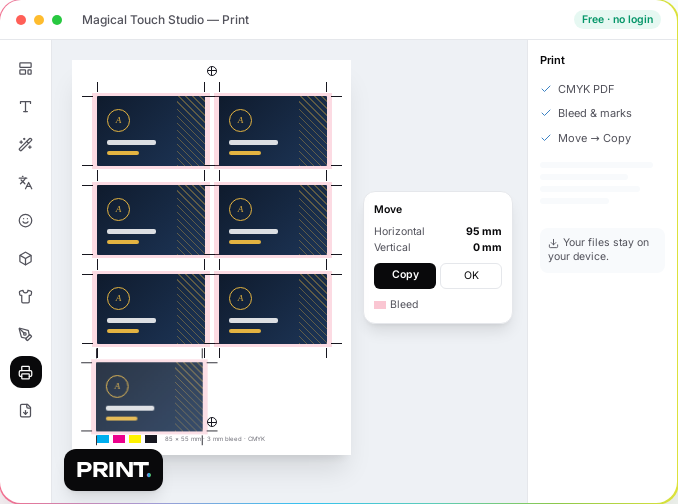 Magical Touch Studio — Print
Free · no login
A
A
A
A
A
A
A
85 × 55 mm · 3 mm bleed · CMYK
PRINT.
Move
Horizontal 95 mm
Vertical 0 mm
Copy OK
Bleed
Print
CMYK PDF
Bleed & marks
Move → Copy
Your files stay on
your device.